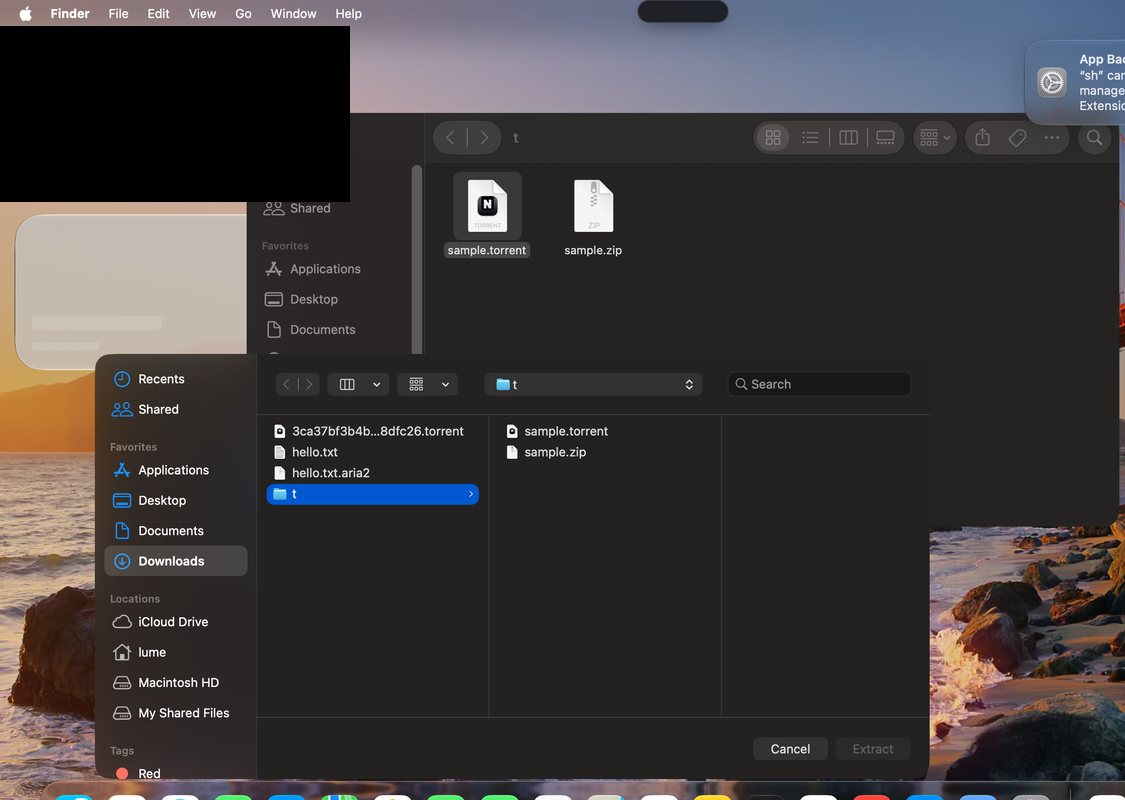 Finder File Edit View Go Window Help
App Bac
“sh” can
manage
Extensio
t
Shared
Favorites
Applications
Desktop
Documents
TORRENT
ZIP
sample.torrent
sample.zip
Recents
Shared
Favorites
Applications
Desktop
Documents
Downloads
Locations
iCloud Drive
lume
Macintosh HD
My Shared Files
Tags
Red
t
Search
3ca37bf3b4b...8dfc26.torrent
hello.txt
hello.txt.aria2
t
sample.torrent
sample.zip
Cancel
Extract